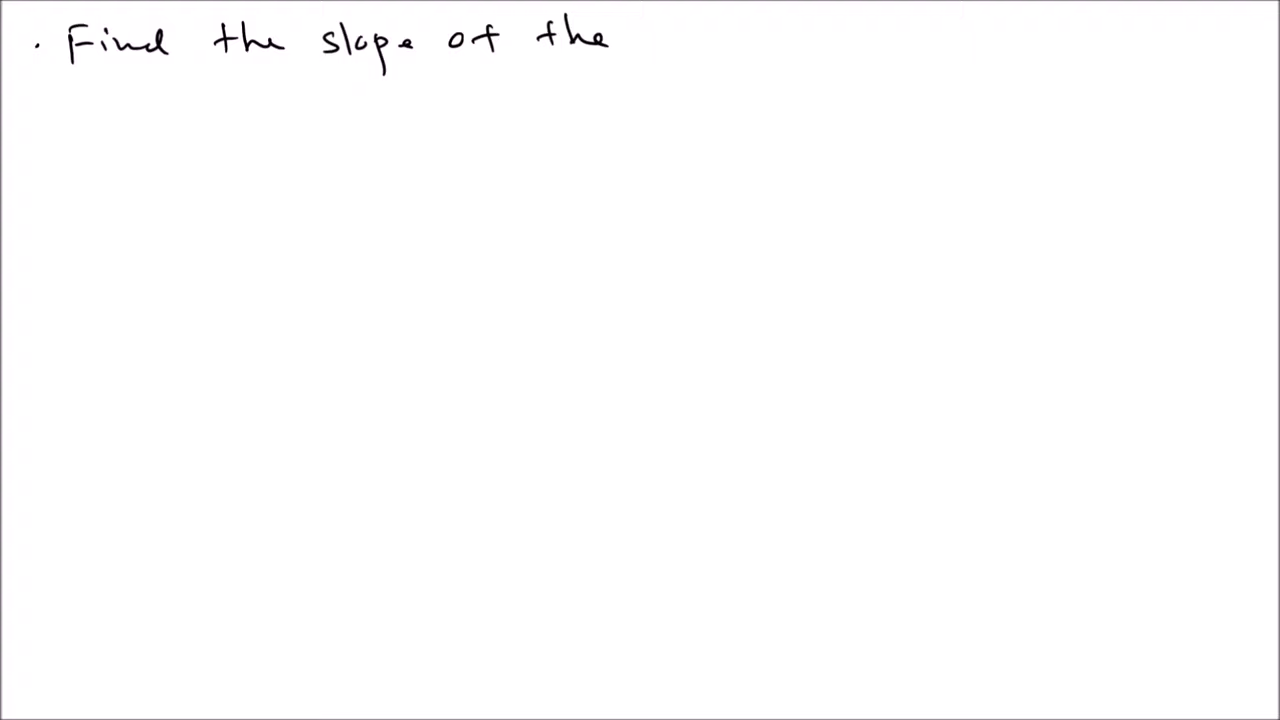 . Find the slope of the